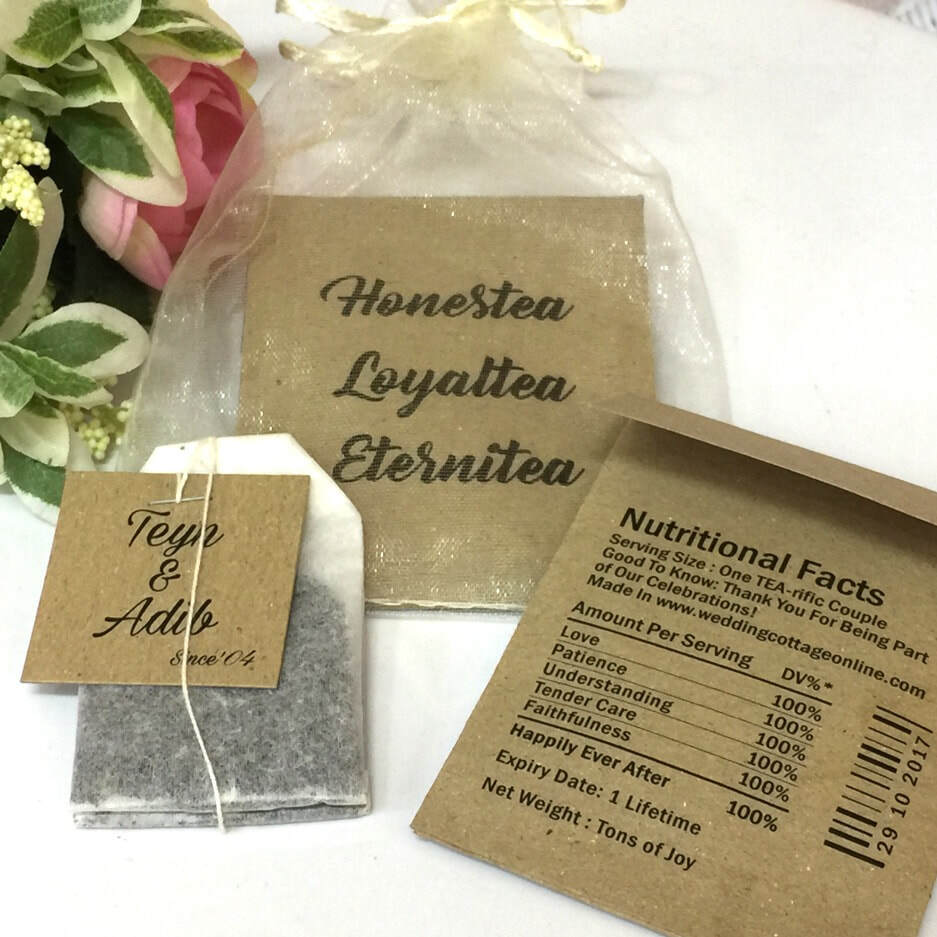 Honestea
Loyaltea
Eternitea
Teyn
&
Adib
Since'04
Nutritional Facts
Serving Size : One TEA-rific Couple
Good To Know: Thank You For Being Part
of Our Celebrations!
Made In www.weddingcottageonline.com
Amount Per Serving
DV%*
Love 100%
Patience 100%
Understanding 100%
Tender Care 100%
Faithfulness 100%
Happily Ever After 100%
Expiry Date: 1 Lifetime
Net Weight : Tons of Joy
29 10 2017